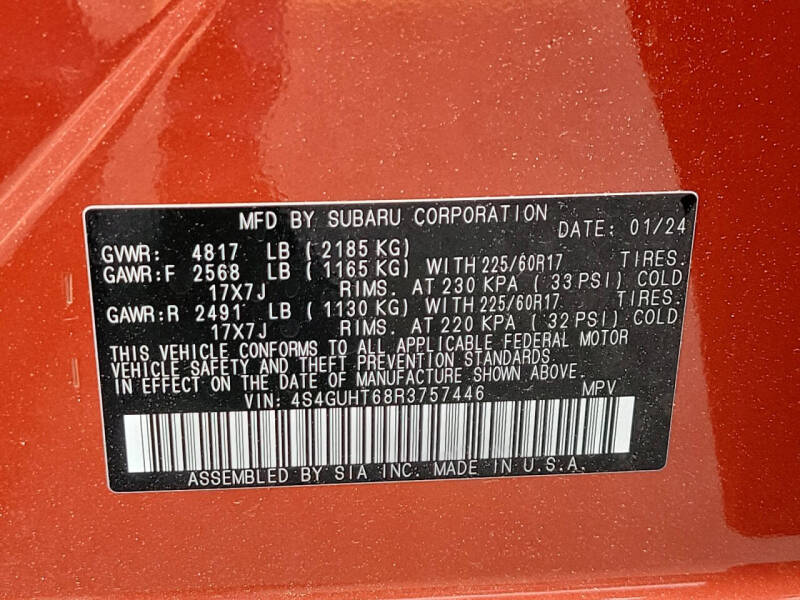 MFD BY SUBARU CORPORATION DATE: 01/24
GVWR: 4817 LB (2185 KG)
GAWR:F 2568 LB (1165 KG) WITH 225/60R17 TIRES.
17X7J RIMS. AT 230 KPA (33 PSI) COLD
GAWR:R 2491 LB (1130 KG) WITH 225/60R17 TIRES.
17X7J RIMS. AT 220 KPA (32 PSI) COLD
THIS VEHICLE CONFORMS TO ALL APPLICABLE FEDERAL MOTOR
VEHICLE SAFETY AND THEFT PREVENTION STANDARDS
IN EFFECT ON THE DATE OF MANUFACTURE SHOWN ABOVE.
VIN: 4S4GUHT68R3757446 MPV
ASSEMBLED BY SIA INC. MADE IN U.S.A.